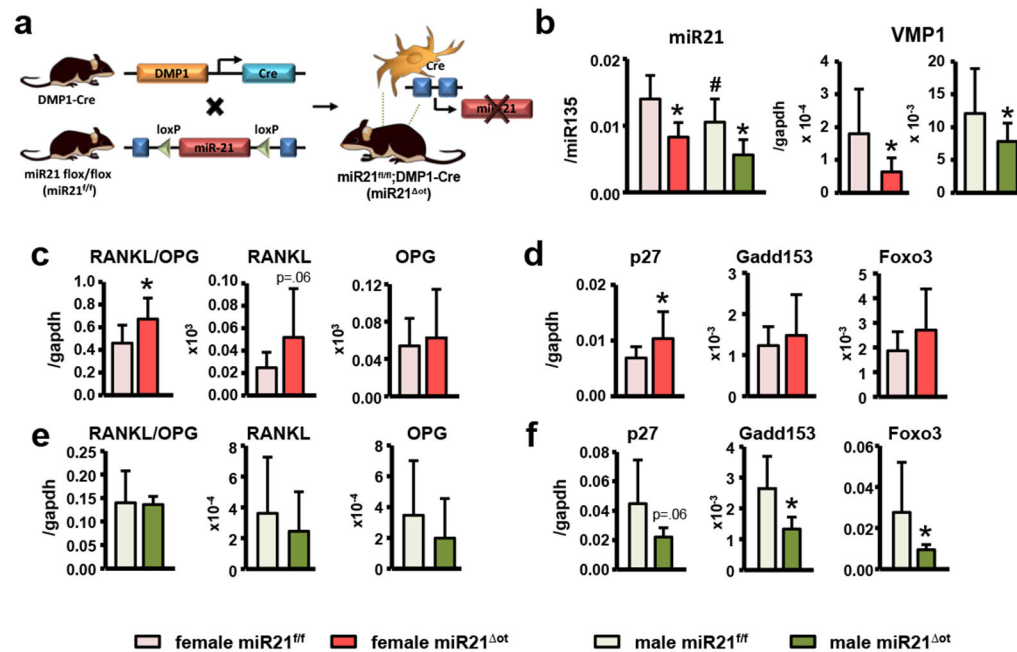 a
DMP1 Cre
DMP1-Cre
loxP loxP
miR-21
miR21 flox/flox
(miR21f/f)
Cre
miR-21
miR21fl/fl;DMP1-Cre
(miR21Δot)
b
miR21
/miR135
0.02
0.01
0.00
* # *
VMP1
/gapdh
x 10-4
4
3
2
1
0
*
x 10-3
20
15
10
5
0
*
c
RANKL/OPG
/gapdh
1.0
0.8
0.6
0.4
0.2
0.0
*
RANKL
x10³
0.10
0.08
0.06
0.04
0.02
0.00
p=.06
OPG
x10³
0.12
0.08
0.04
0.00
d
p27
/gapdh
0.02
0.01
0.00
*
Gadd153
x10-3
3
2
1
0
Foxo3
x10-3
5
4
3
2
1
0
e
RANKL/OPG
/gapdh
0.25
0.20
0.15
0.10
0.05
0.00
RANKL
x10-4
8
6
4
2
0
OPG
x10-4
8
6
4
2
0
f
p27
/gapdh
0.08
0.06
0.04
0.02
0.00
p=.06
Gadd153
x10-3
4
3
2
1
0
*
Foxo3
0.06
0.04
0.02
0.00
*
female miR21f/f female miR21Δot male miR21f/f male miR21Δot